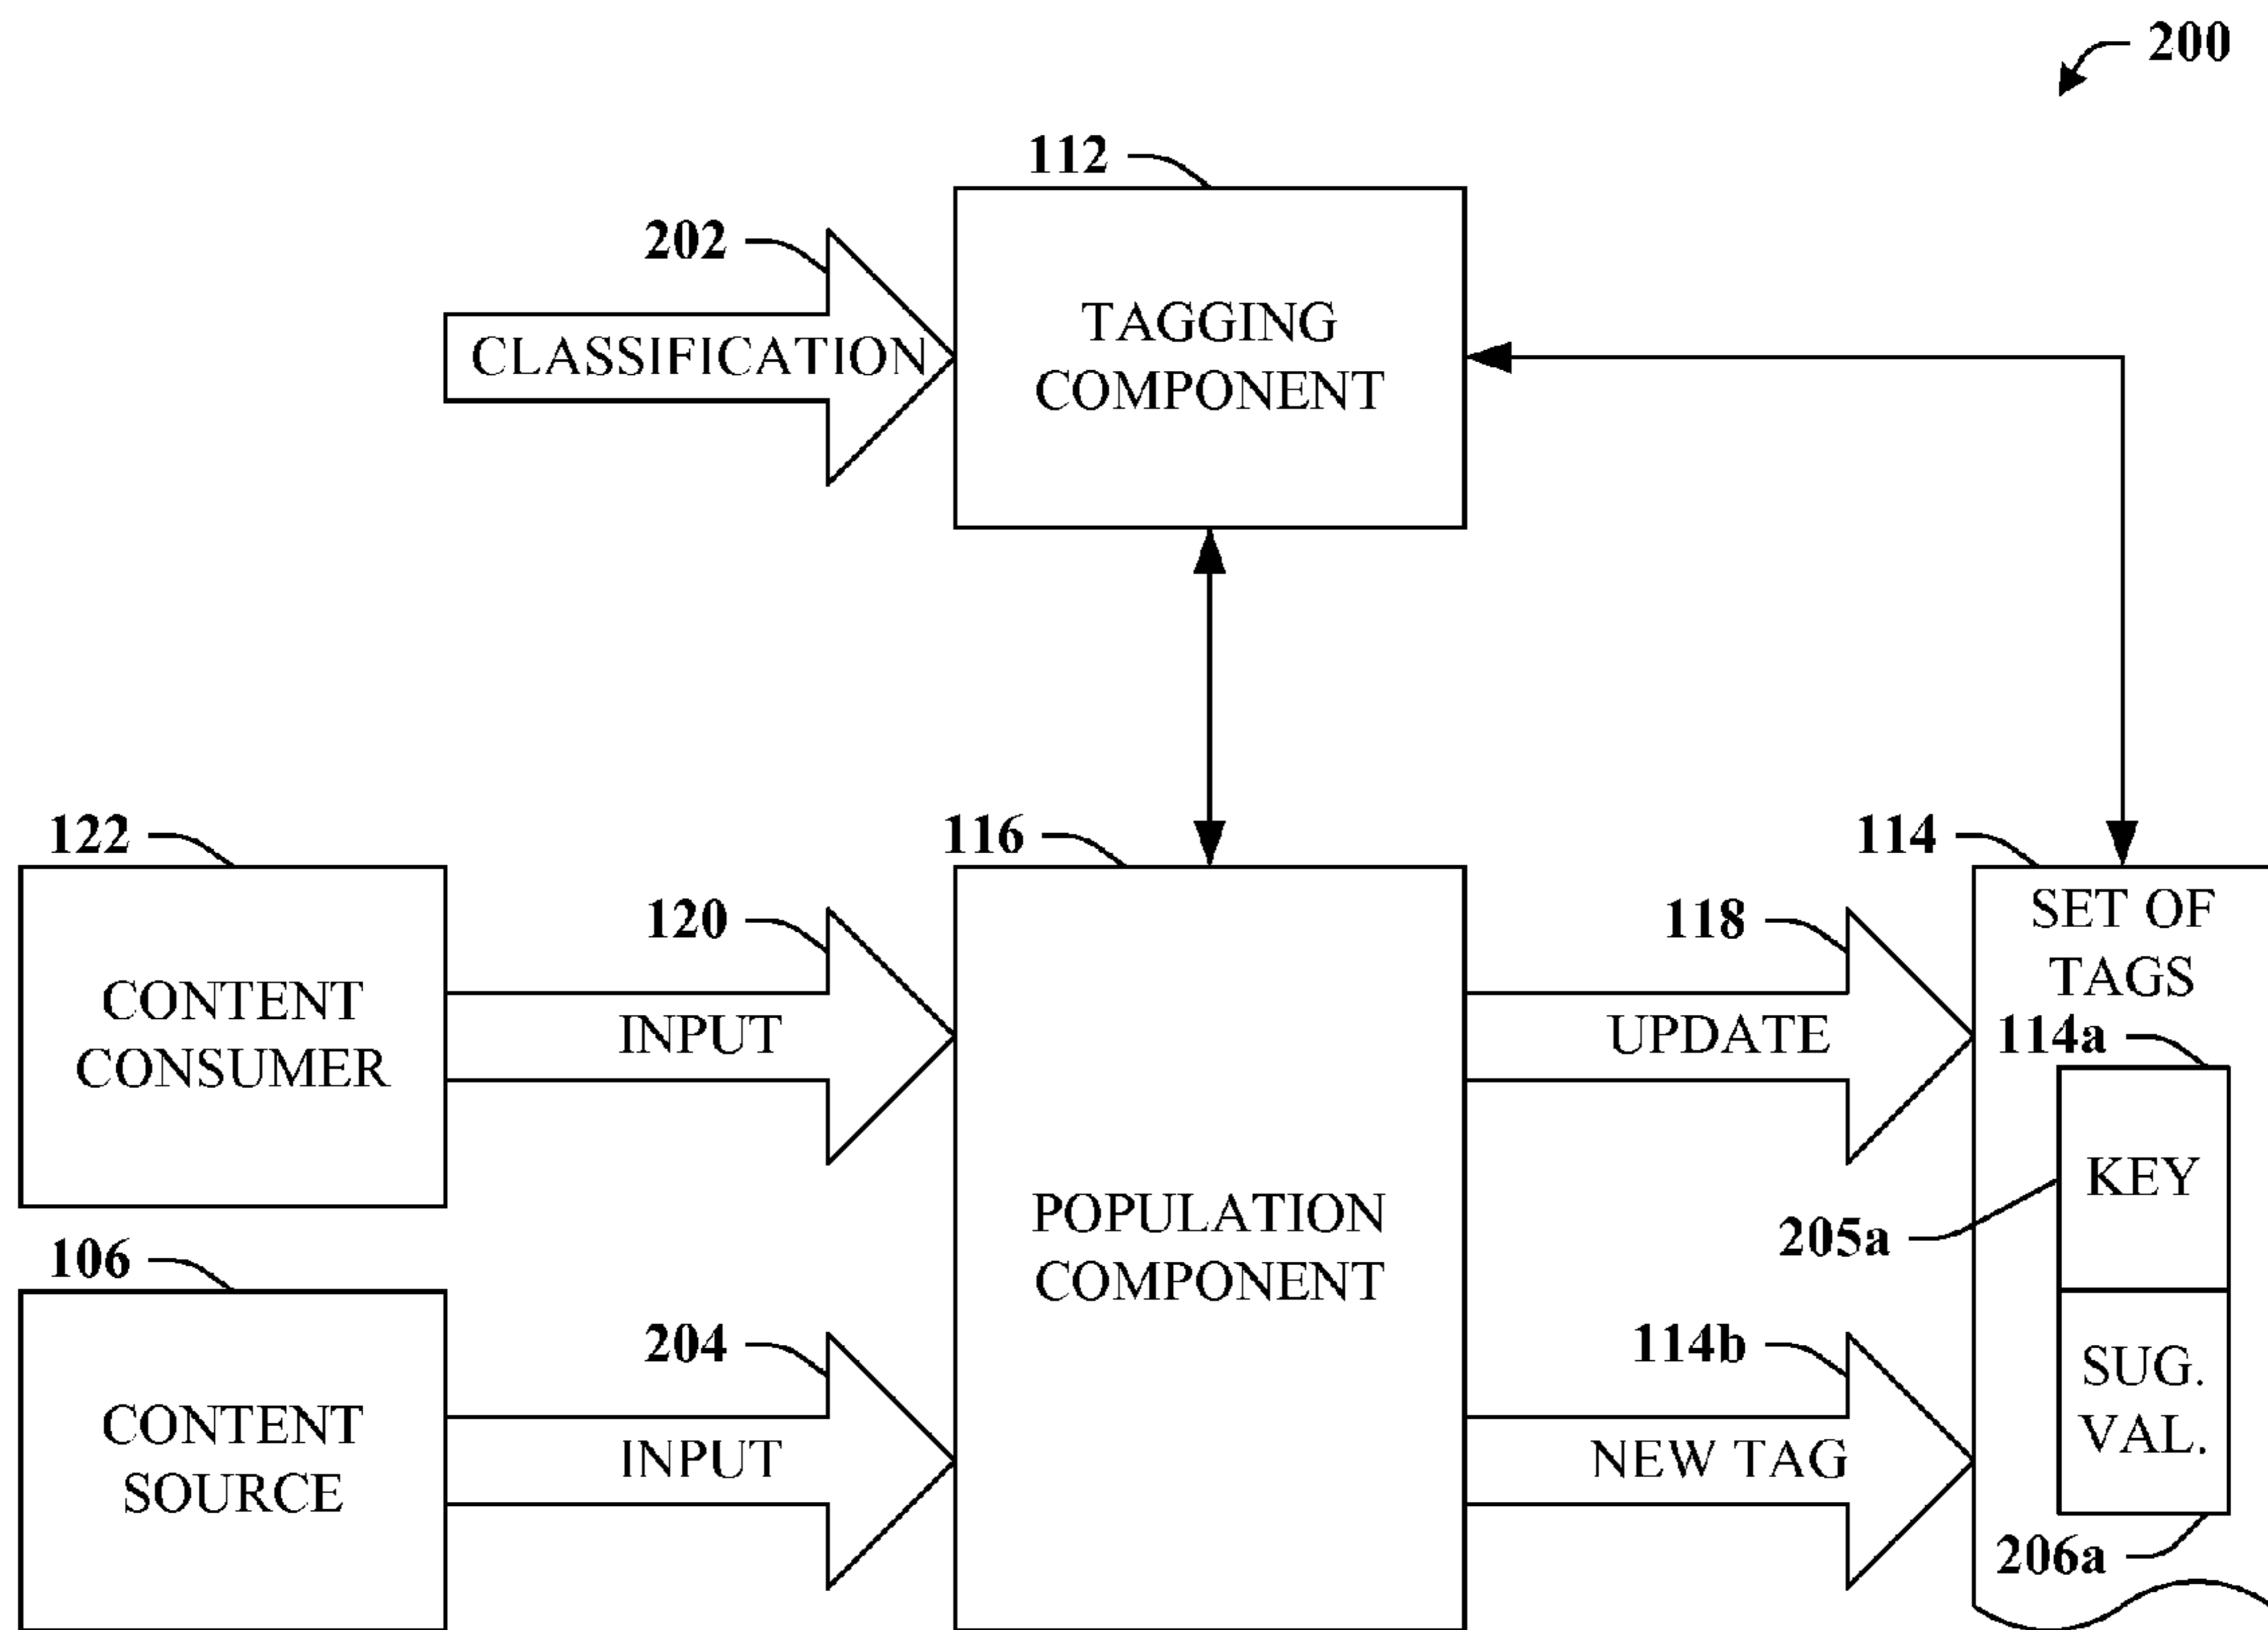 200
112
202
TAGGING
COMPONENT
CLASSIFICATION
122
116
114
120
118
SET OF
TAGS
CONTENT
CONSUMER
INPUT
UPDATE
114a
KEY
205a
POPULATION
COMPONENT
106
204
114b
CONTENT
SOURCE
INPUT
NEW TAG
SUG.
VAL.
206a